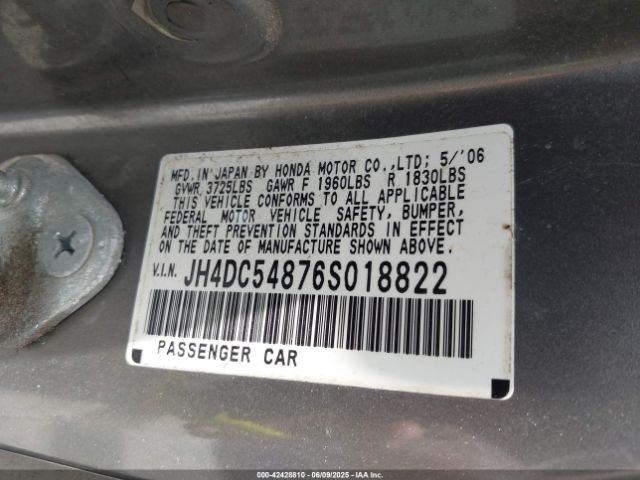 MFD. IN JAPAN BY HONDA MOTOR CO.,LTD; 5/'06
GVWR 3725LBS GAWR F 1960LBS R 1830LBS
THIS VEHICLE CONFORMS TO ALL APPLICABLE
FEDERAL MOTOR VEHICLE SAFETY, BUMPER,
AND THEFT PREVENTION STANDARDS IN EFFECT
ON THE DATE OF MANUFACTURE SHOWN ABOVE.
V.I.N. JH4DC54876S018822
PASSENGER CAR
000-42428810 - 06/09/2025 - IAAI.COM